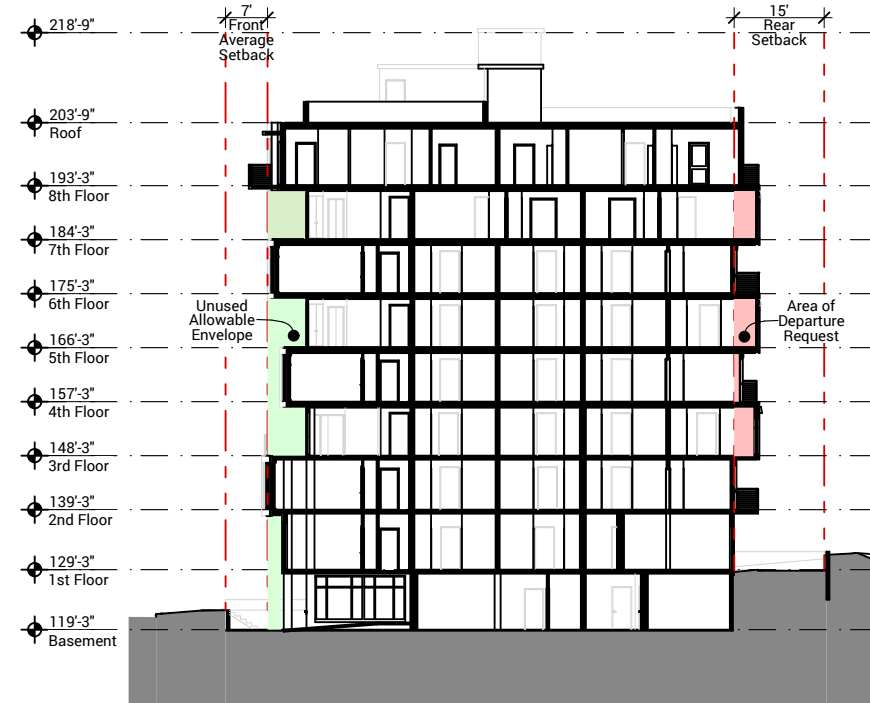 7'
Front
Average
Setback
15'
Rear
Setback
218'-9"
203'-9"
Roof
193'-3"
8th Floor
184'-3"
7th Floor
175'-3"
6th Floor
166'-3"
5th Floor
157'-3"
4th Floor
148'-3"
3rd Floor
139'-3"
2nd Floor
129'-3"
1st Floor
119'-3"
Basement
Unused
Allowable
Envelope
Area of
Departure
Request